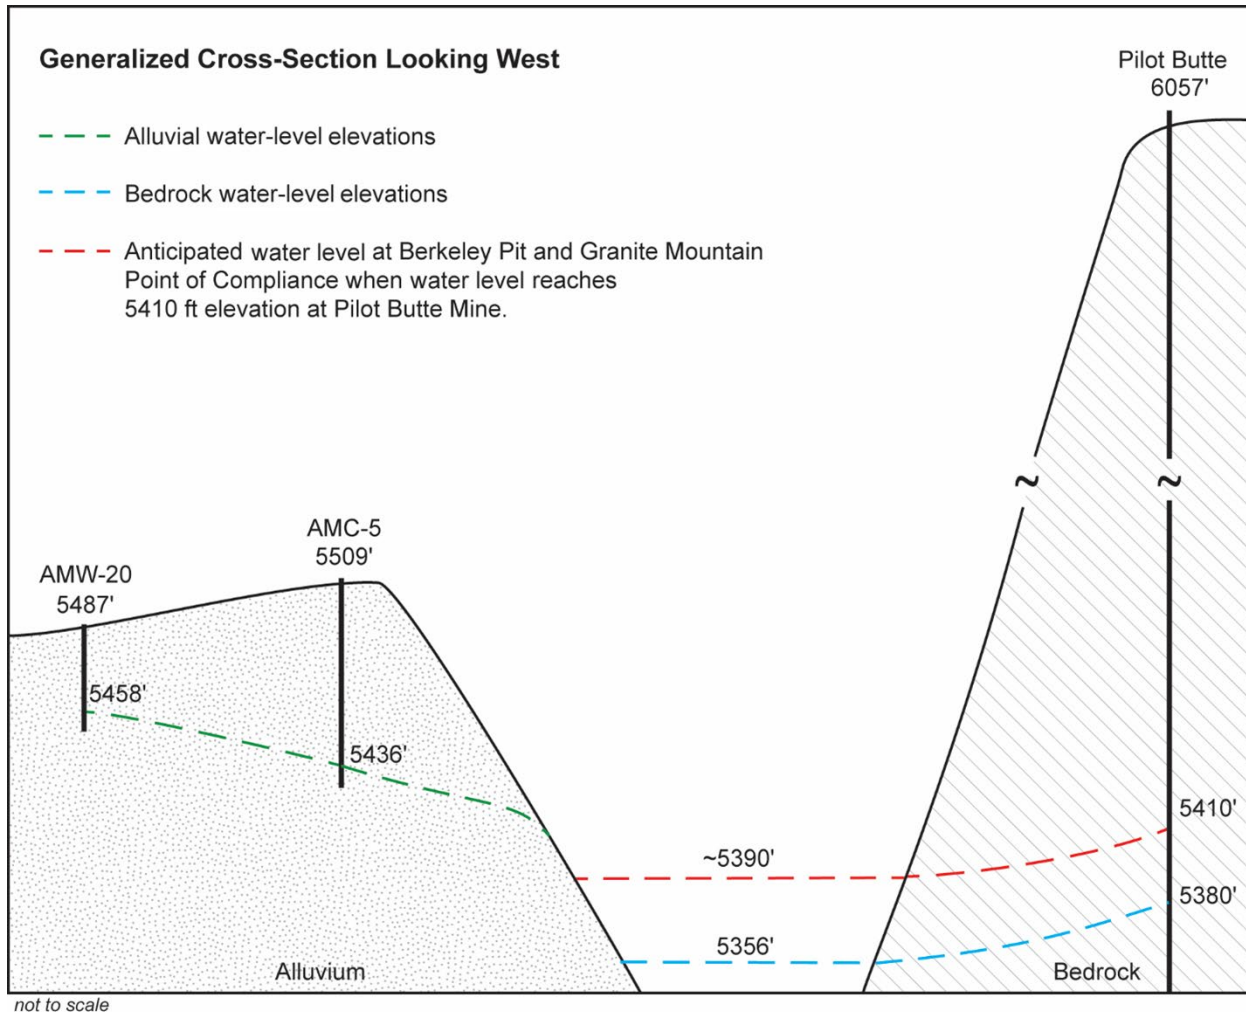 Generalized Cross-Section Looking West
Pilot Butte
6057'
Alluvial water-level elevations
Bedrock water-level elevations
Anticipated water level at Berkeley Pit and Granite Mountain
Point of Compliance when water level reaches
5410 ft elevation at Pilot Butte Mine.
AMC-5
5509'
AMW-20
5487'
5458'
5436'
5410'
~5390'
5380'
5356'
Alluvium
Bedrock
not to scale